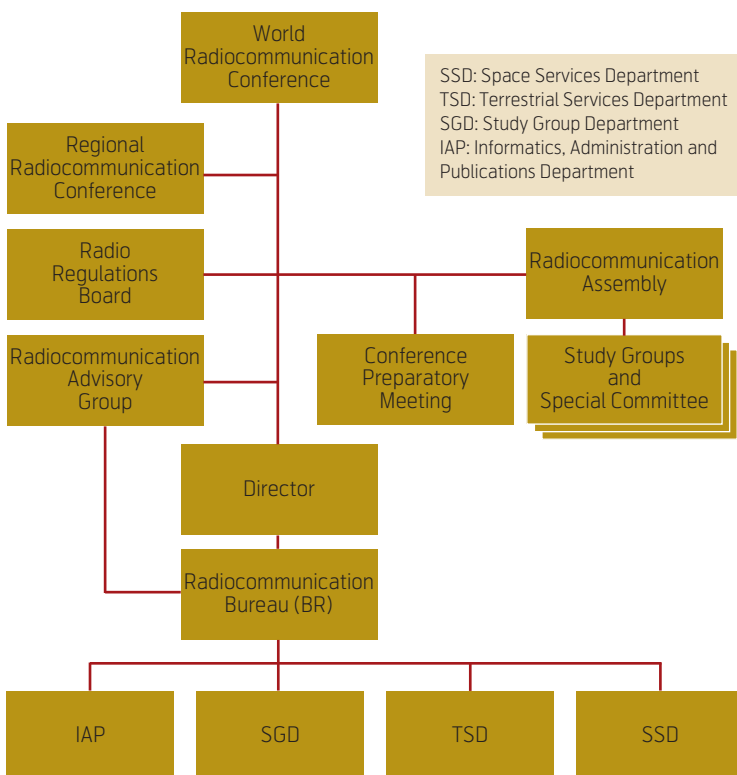 World
Radiocommunication
Conference
SSD: Space Services Department
TSD: Terrestrial Services Department
SGD: Study Group Department
IAP: Informatics, Administration and
Publications Department
Regional
Radiocommunication
Conference
Radio
Regulations
Board
Radiocommunication
Assembly
Radiocommunication
Advisory
Group
Conference
Preparatory
Meeting
Study Groups
and
Special Committee
Director
Radiocommunication
Bureau (BR)
IAP
SGD
TSD
SSD